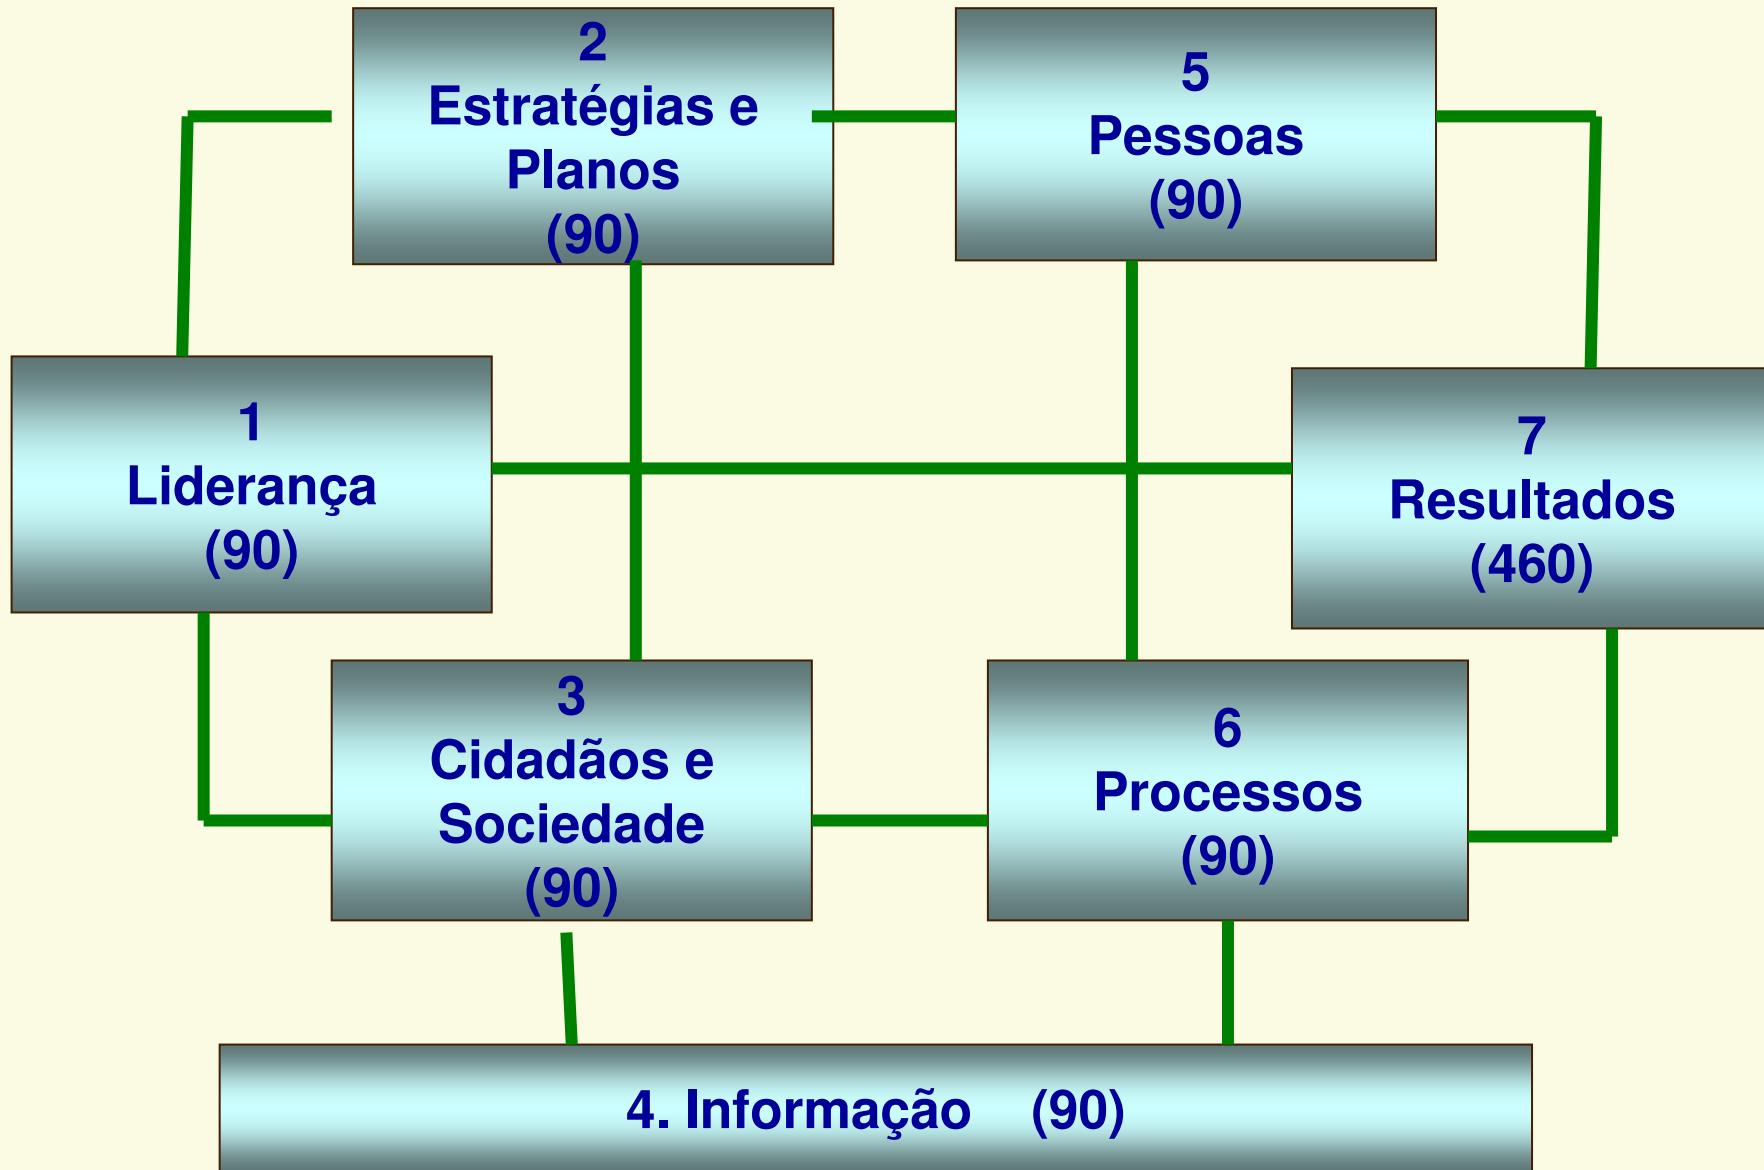 2
Estratégias e
Planos
(90)
5
Pessoas
(90)
1
Liderança
(90)
7
Resultados
(460)
3
Cidadãos e
Sociedade
(90)
6
Processos
(90)
4. Informação (90)